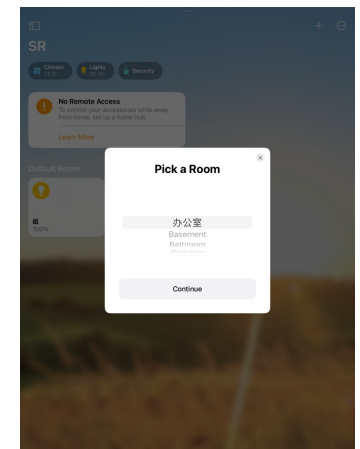 SR
Climate
Lights
Security
No Remote Access
To control your
accessories while away
from home, set up a home hub.
Learn More
Default Room
100%
Pick a Room
办公室
Basement
Bathroom
Continue